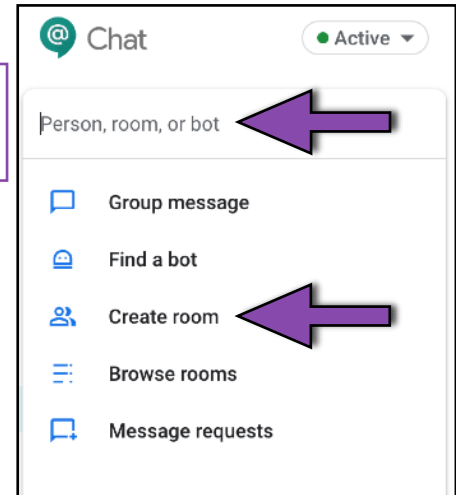 @ Chat
Active
Person, room, or bot
Group message
Find a bot
Create room
Browse rooms
Message requests